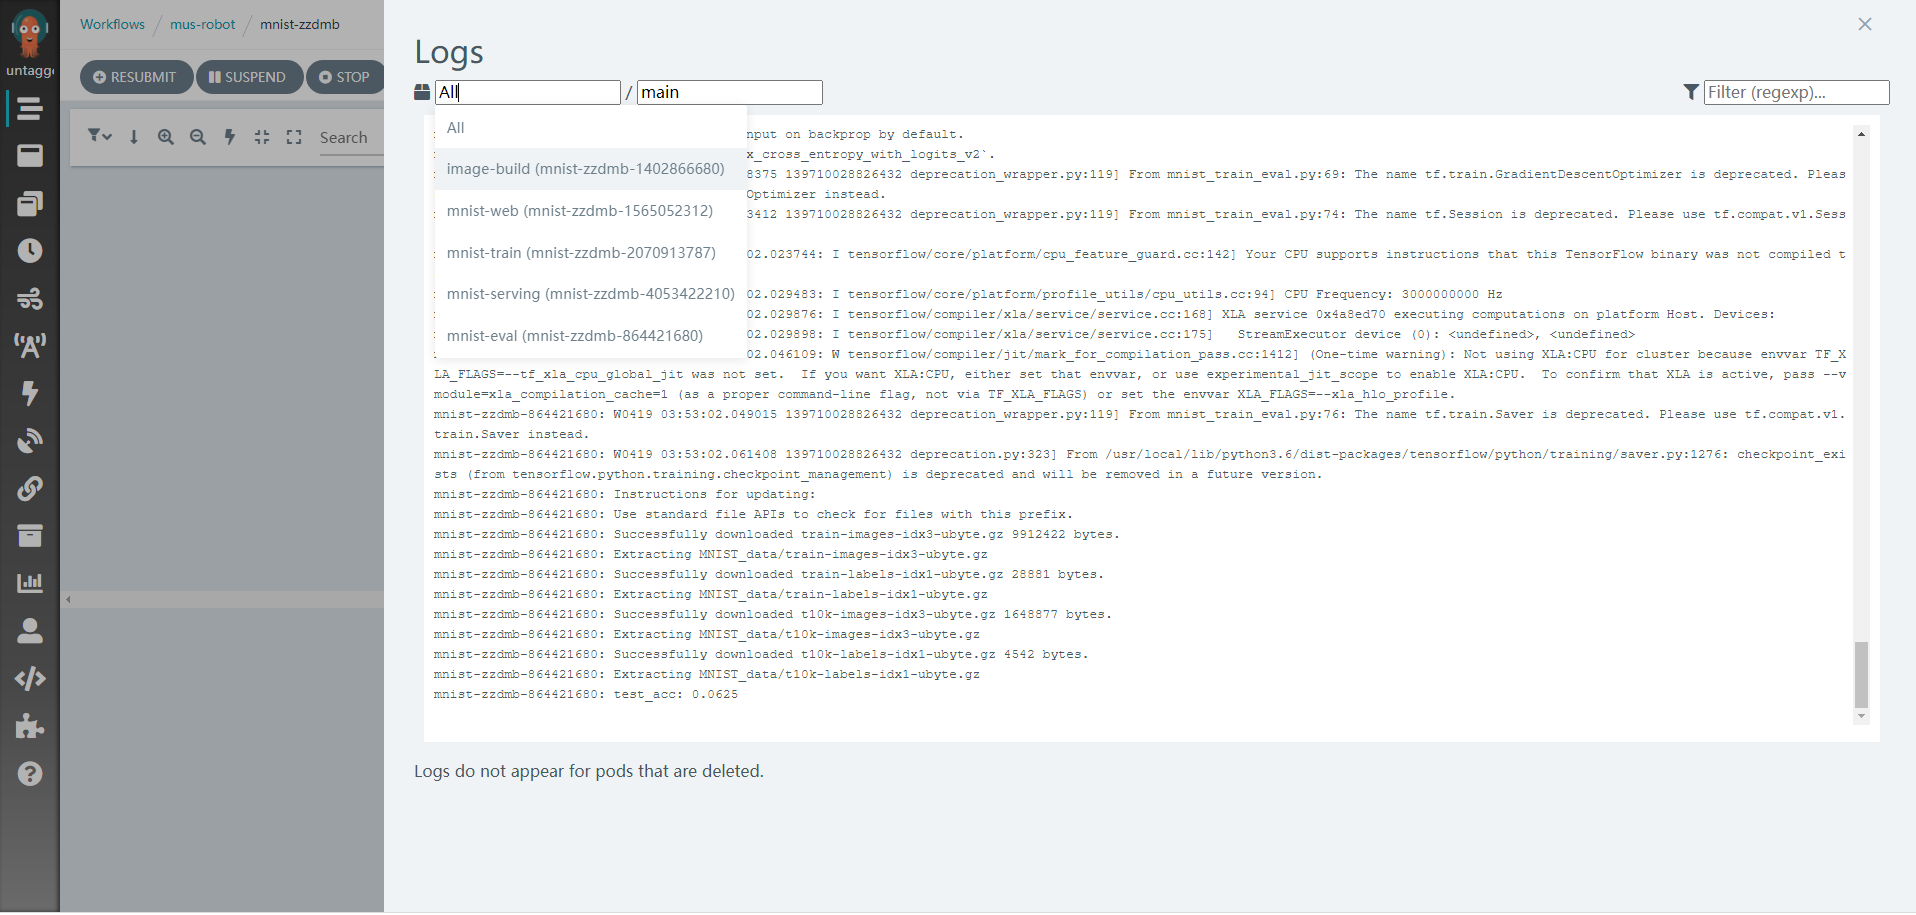 Workflows / mus-robot / mnist-zzdmb
untagge
RESUBMIT SUSPEND STOP
Search
Logs
All / main
Filter (regexp)...
All
image-build (mnist-zzdmb-1402866680)
mnist-web (mnist-zzdmb-1565052312)
mnist-train (mnist-zzdmb-2070913787)
mnist-serving (mnist-zzdmb-4053422210)
mnist-eval (mnist-zzdmb-864421680)
nput on backprop by default.
x_cross_entropy_with_logits_v2`.
8375 139710028826432 deprecation_wrapper.py:119] From mnist_train_eval.py:69: The name tf.train.GradientDescentOptimizer is deprecated. Pleas
Optimizer instead.
3412 139710028826432 deprecation_wrapper.py:119] From mnist_train_eval.py:74: The name tf.Session is deprecated. Please use tf.compat.v1.Sess
02.023744: I tensorflow/core/platform/cpu_feature_guard.cc:142] Your CPU supports instructions that this TensorFlow binary was not compiled t
02.029483: I tensorflow/core/platform/profile_utils/cpu_utils.cc:94] CPU Frequency: 3000000000 Hz
02.029876: I tensorflow/compiler/xla/service/service.cc:168] XLA service 0x4a8ed70 executing computations on platform Host. Devices:
02.029898: I tensorflow/compiler/xla/service/service.cc:175]   StreamExecutor device (0): <undefined>, <undefined>
02.046109: W tensorflow/compiler/jit/mark_for_compilation_pass.cc:1412] (One-time warning): Not using XLA:CPU for cluster because envvar TF_X
LA_FLAGS=--tf_xla_cpu_global_jit was not set.  If you want XLA:CPU, either set that envvar, or use experimental_jit_scope to enable XLA:CPU.  To confirm that XLA is active, pass --v
module=xla_compilation_cache=1 (as a proper command-line flag, not via TF_XLA_FLAGS) or set the envvar XLA_FLAGS=--xla_hlo_profile.
mnist-zzdmb-864421680: W0419 03:53:02.049015 139710028826432 deprecation_wrapper.py:119] From mnist_train_eval.py:76: The name tf.train.Saver is deprecated. Please use tf.compat.v1.
train.Saver instead.
mnist-zzdmb-864421680: W0419 03:53:02.061408 139710028826432 deprecation.py:323] From /usr/local/lib/python3.6/dist-packages/tensorflow/python/training/saver.py:1276: checkpoint_exi
sts (from tensorflow.python.training.checkpoint_management) is deprecated and will be removed in a future version.
mnist-zzdmb-864421680: Instructions for updating:
mnist-zzdmb-864421680: Use standard file APIs to check for files with this prefix.
mnist-zzdmb-864421680: Successfully downloaded train-images-idx3-ubyte.gz 9912422 bytes.
mnist-zzdmb-864421680: Extracting MNIST_data/train-images-idx3-ubyte.gz
mnist-zzdmb-864421680: Successfully downloaded train-labels-idx1-ubyte.gz 28881 bytes.
mnist-zzdmb-864421680: Extracting MNIST_data/train-labels-idx1-ubyte.gz
mnist-zzdmb-864421680: Successfully downloaded t10k-images-idx3-ubyte.gz 1648877 bytes.
mnist-zzdmb-864421680: Extracting MNIST_data/t10k-images-idx3-ubyte.gz
mnist-zzdmb-864421680: Successfully downloaded t10k-labels-idx1-ubyte.gz 4542 bytes.
mnist-zzdmb-864421680: Extracting MNIST_data/t10k-labels-idx1-ubyte.gz
mnist-zzdmb-864421680: test_acc: 0.0625
Logs do not appear for pods that are deleted.